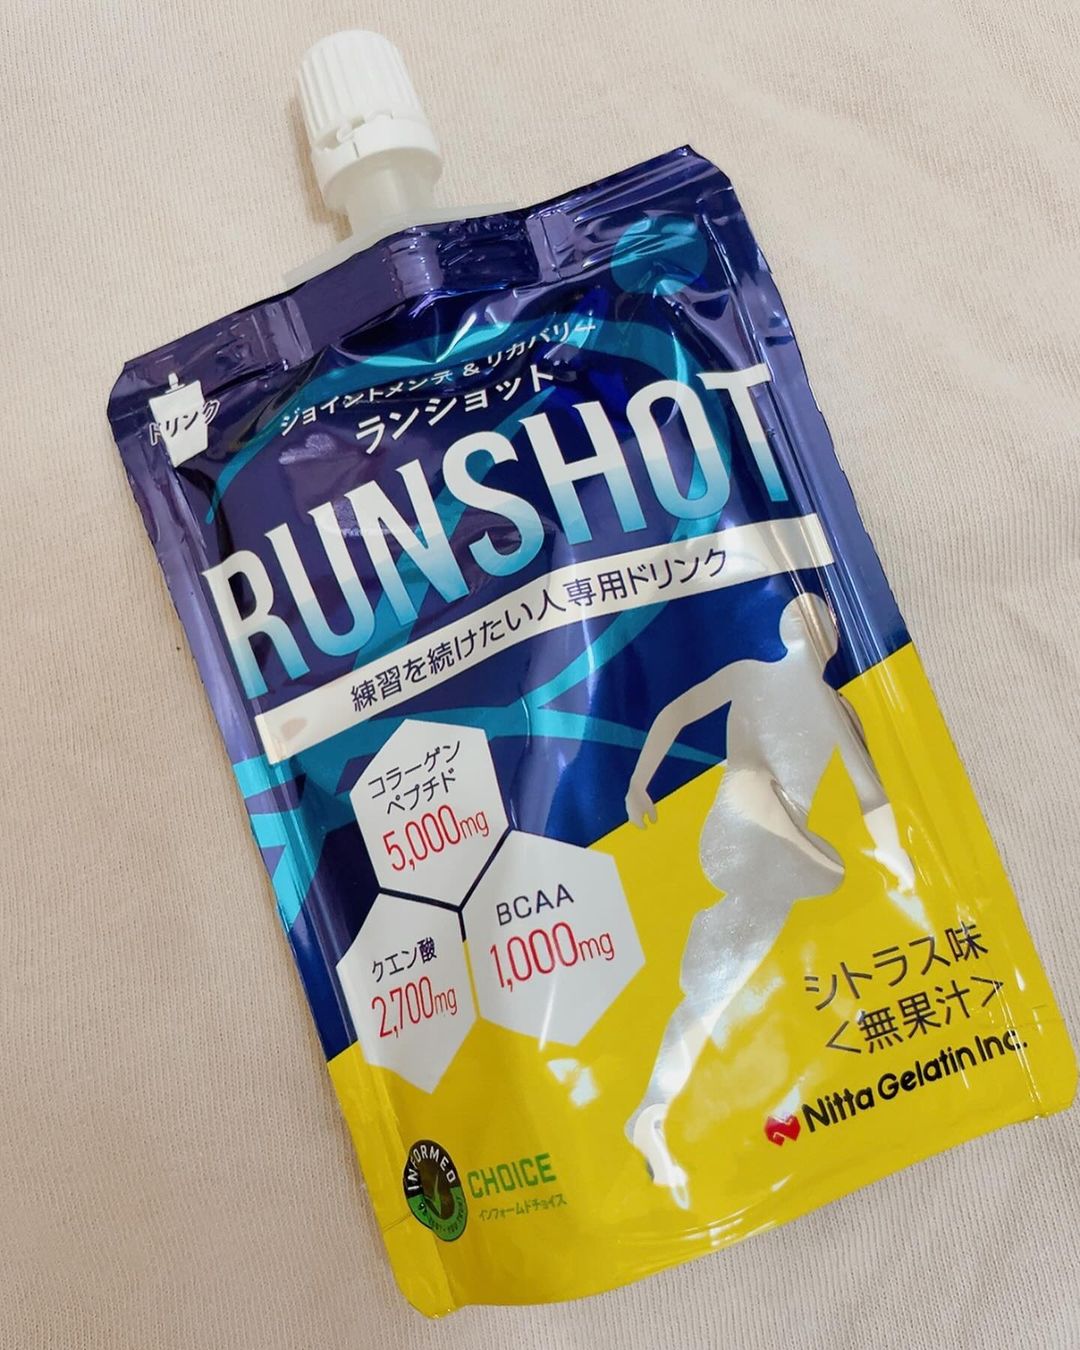 ドリンク
ジョイントメンテ & リカバリー
ランショット
RUNSHOT
練習を続けたい人専用ドリンク
コラーゲン
ペプチド
5,000mg
BCAA
1,000mg
クエン酸
2,700mg
シトラス味
＜無果汁＞
Nitta Gelatin Inc.
INFORMED
CHOICE
インフォームドチョイス